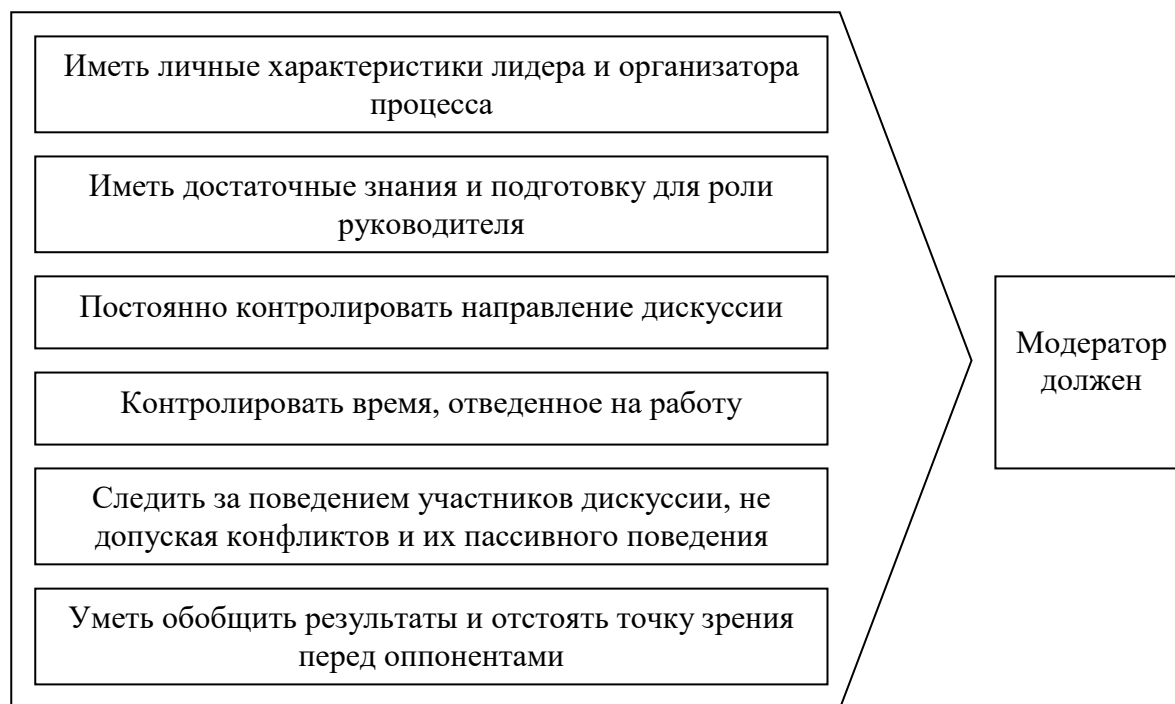 Иметь личные характеристики лидера и организатора
процесса
Иметь достаточные знания и подготовку для роли
руководителя
Постоянно контролировать направление дискуссии
Контролировать время, отведенное на работу
Следить за поведением участников дискуссии, не
допуская конфликтов и их пассивного поведения
Уметь обобщить результаты и отстоять точку зрения
перед оппонентами
Модератор
должен